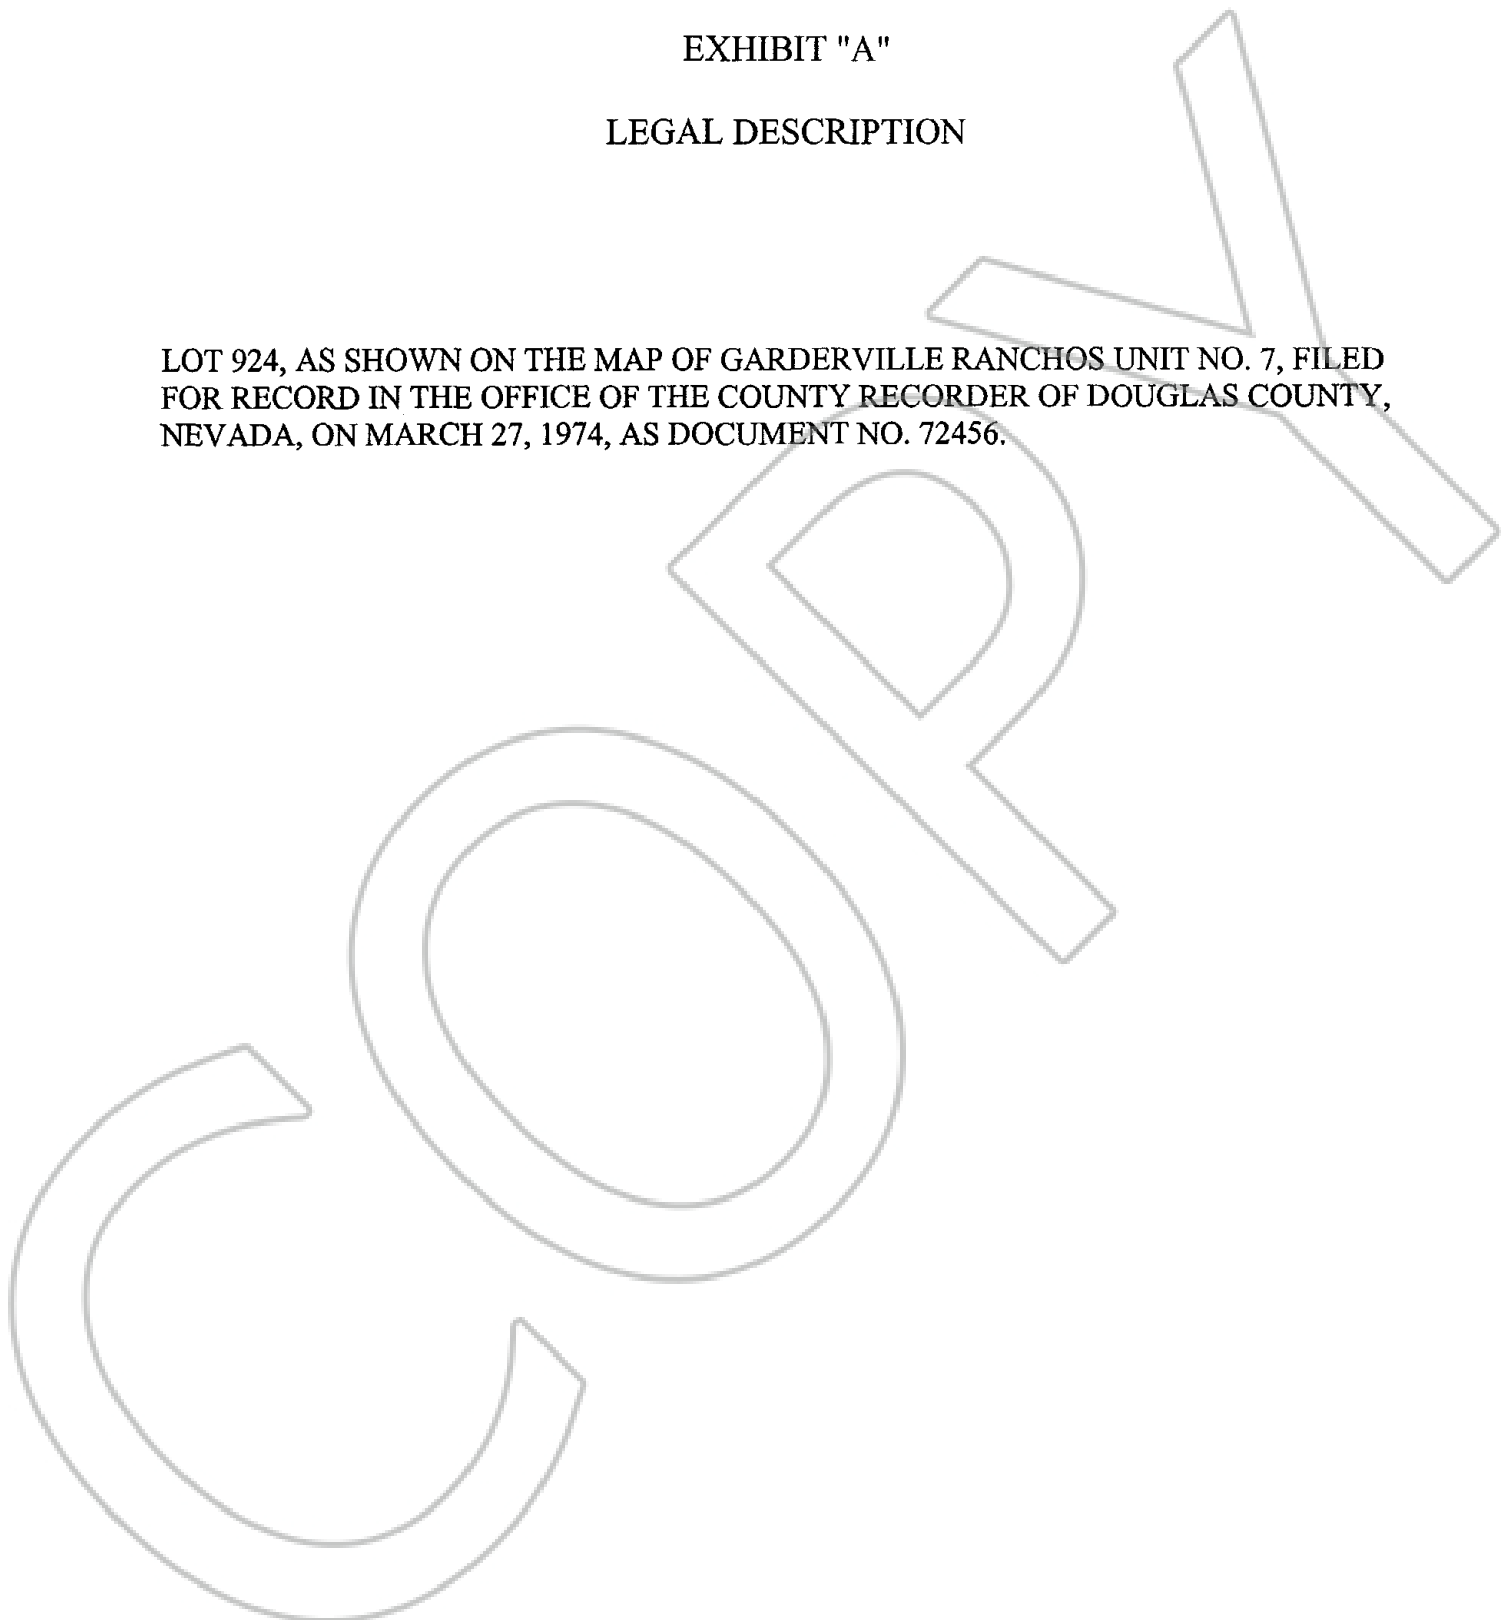 EXHIBIT "A"
LEGAL DESCRIPTION
LOT 924, AS SHOWN ON THE MAP OF GARDERVILLE RANCHOS UNIT NO. 7, FILED
FOR RECORD IN THE OFFICE OF THE COUNTY RECORDER OF DOUGLAS COUNTY,
NEVADA, ON MARCH 27, 1974, AS DOCUMENT NO. 72456.
COPY